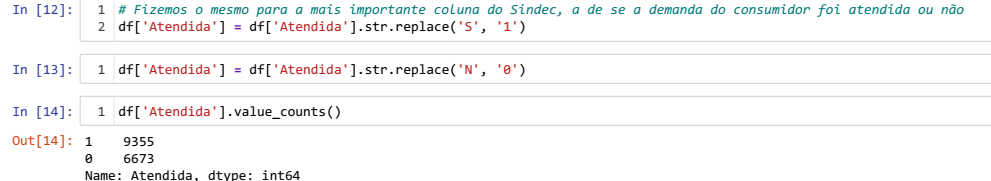 In [12]: 1 # Fizemos o mesmo para a mais importante coluna do Sindec, a de se a demanda do consumidor foi atendida ou não
2 df['Atendida'] = df['Atendida'].str.replace('S', '1')
In [13]: 1 df['Atendida'] = df['Atendida'].str.replace('N', '0')
In [14]: 1 df['Atendida'].value_counts()
Out[14]: 1 9355
0 6673
Name: Atendida, dtype: int64